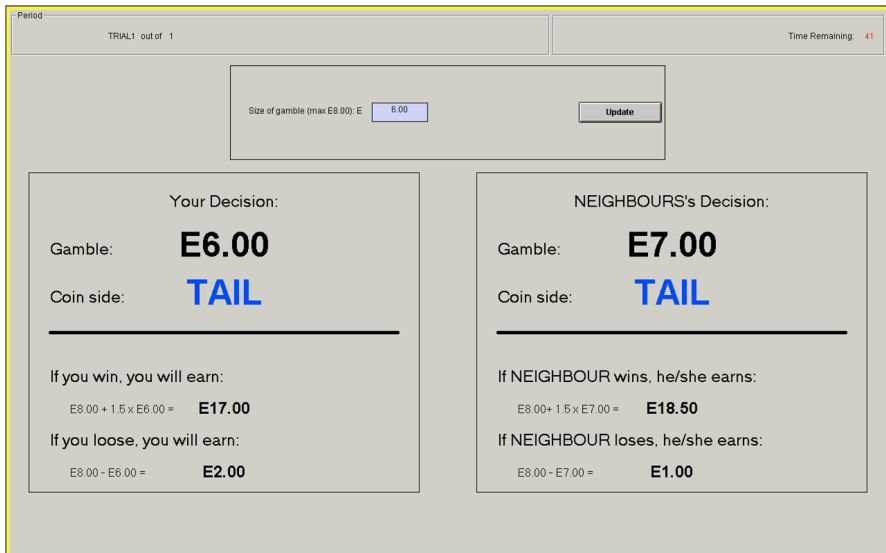 Period
TRIAL1 out of 1
Time Remaining: 41
Size of gamble (max E8.00): E 6.00 Update
Your Decision:
Gamble: E6.00
Coin side: TAIL
If you win, you will earn:
E8.00 + 1.5 x E6.00 = E17.00
If you loose, you will earn:
E8.00 - E6.00 = E2.00
NEIGHBOURS's Decision:
Gamble: E7.00
Coin side: TAIL
If NEIGHBOUR wins, he/she earns:
E8.00+ 1.5 x E7.00 = E18.50
If NEIGHBOUR loses, he/she earns:
E8.00 - E7.00 = E1.00